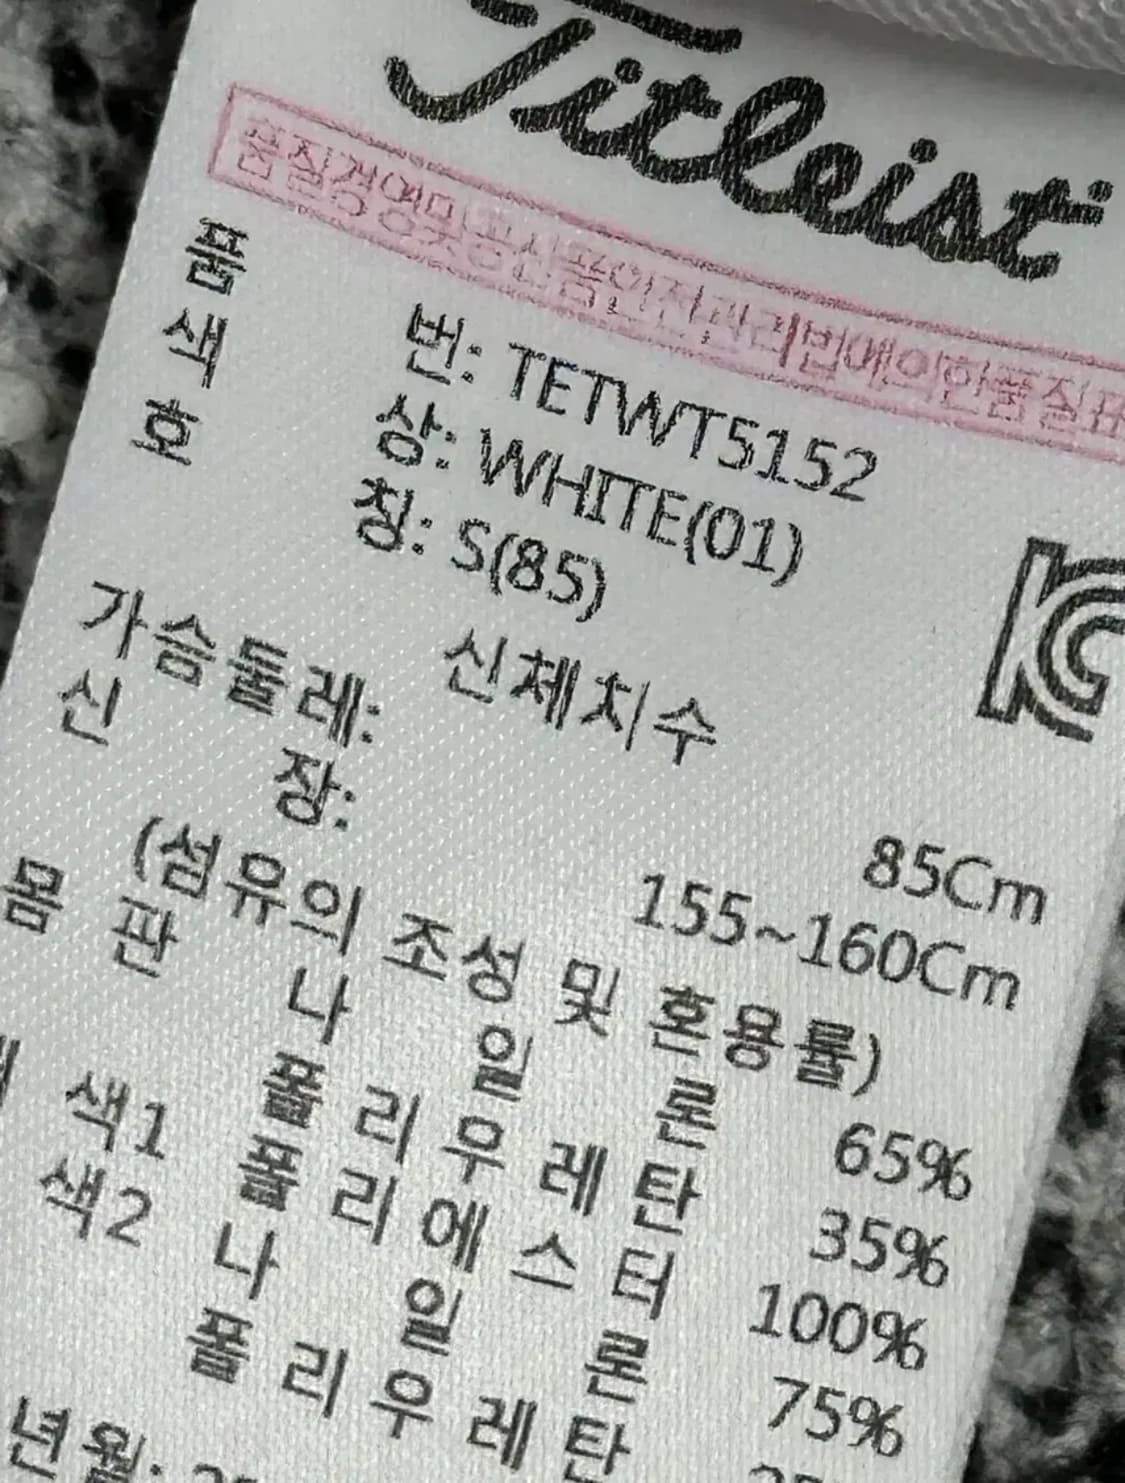 Titleist
품질경영및공산품안전관리법에의한품질표
품 번: TETWT5152
색 상: WHITE(01)
호 칭: S(85)
신체치수
가슴둘레: 85Cm
신 장: 155~160Cm
(섬유의 조성 및 혼용률)
몸 판 나 일 론 65%
폴 리 우 레 탄 35%
색1 폴 리 에 스 터 100%
색2 나 일 론 75%
폴 리 우 레 탄
년월: